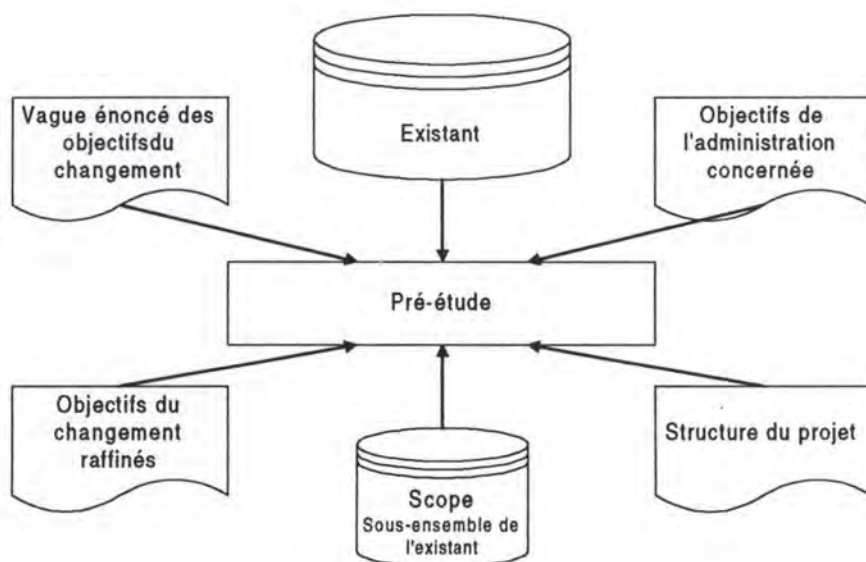 Vague énoncé des
objectifsdu
changement
Existant
Objectifs de
l'administration
concernée
Pré-étude
Objectifs du
changement
raffinés
Scope
Sous-ensemble de
l'existant
Structure du projet